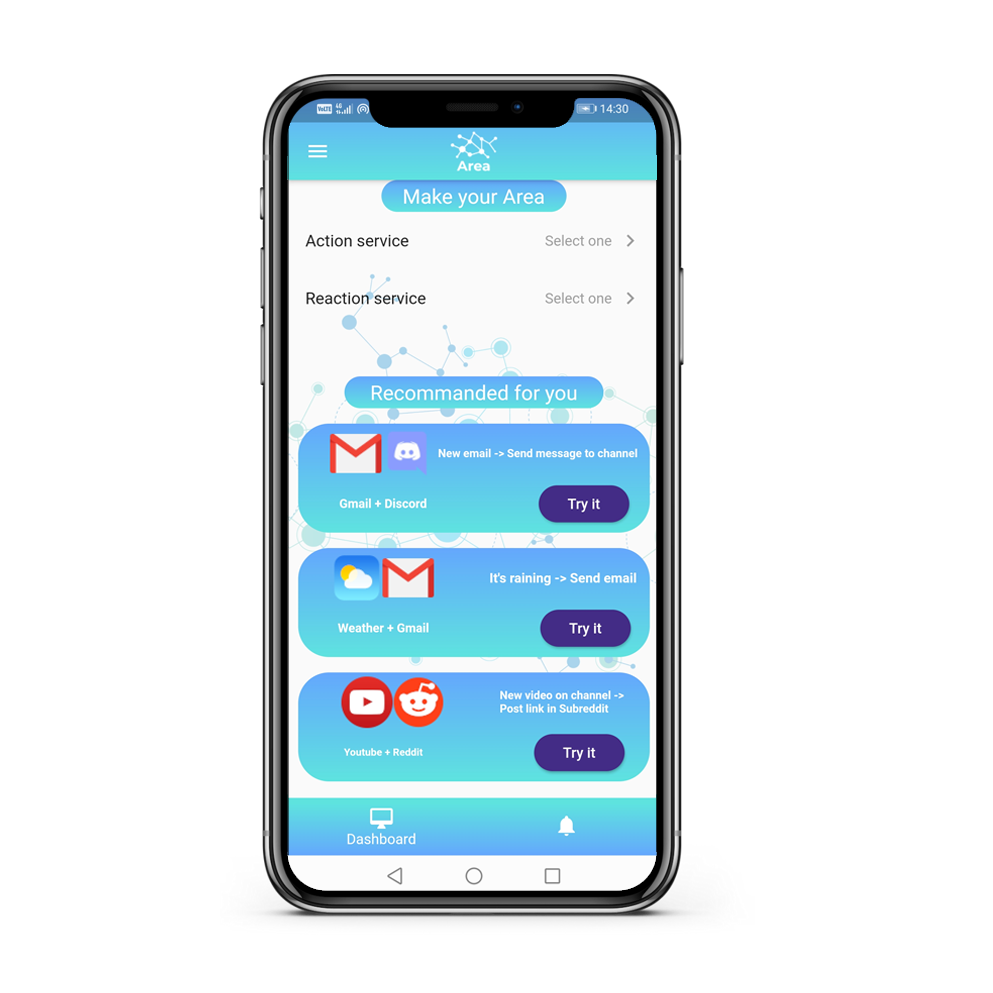 VoLTE 4G 14:30
Area
Make your Area
Action service Select one
Reaction service Select one
Recommanded for you
New email -> Send message to channel
Gmail + Discord Try it
It's raining -> Send email
Weather + Gmail Try it
New video on channel ->
Post link in Subreddit
Youtube + Reddit Try it
Dashboard